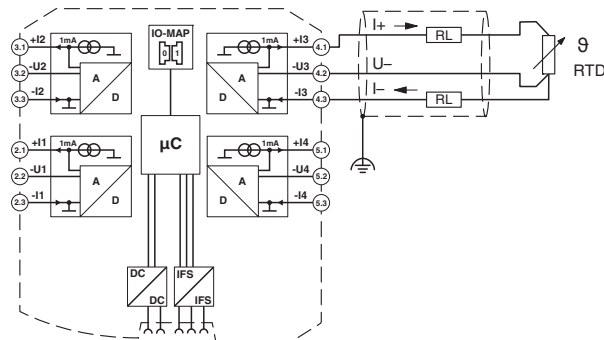 IO-MAP
0 1
3.1 +I2 1mA
3.2 -U2 A
D
3.3 -I2
1mA +I3 4.1
A -U3 4.2
D
-I3 4.3
I+ RL
U–
I– RL
ϑ
RTD
µC
2.1 +I1 1mA
2.2 -U1 A
D
2.3 -I1
1mA +I4 5.1
A -U4 5.2
D
-I4 5.3
DC
DC
IFS
IFS